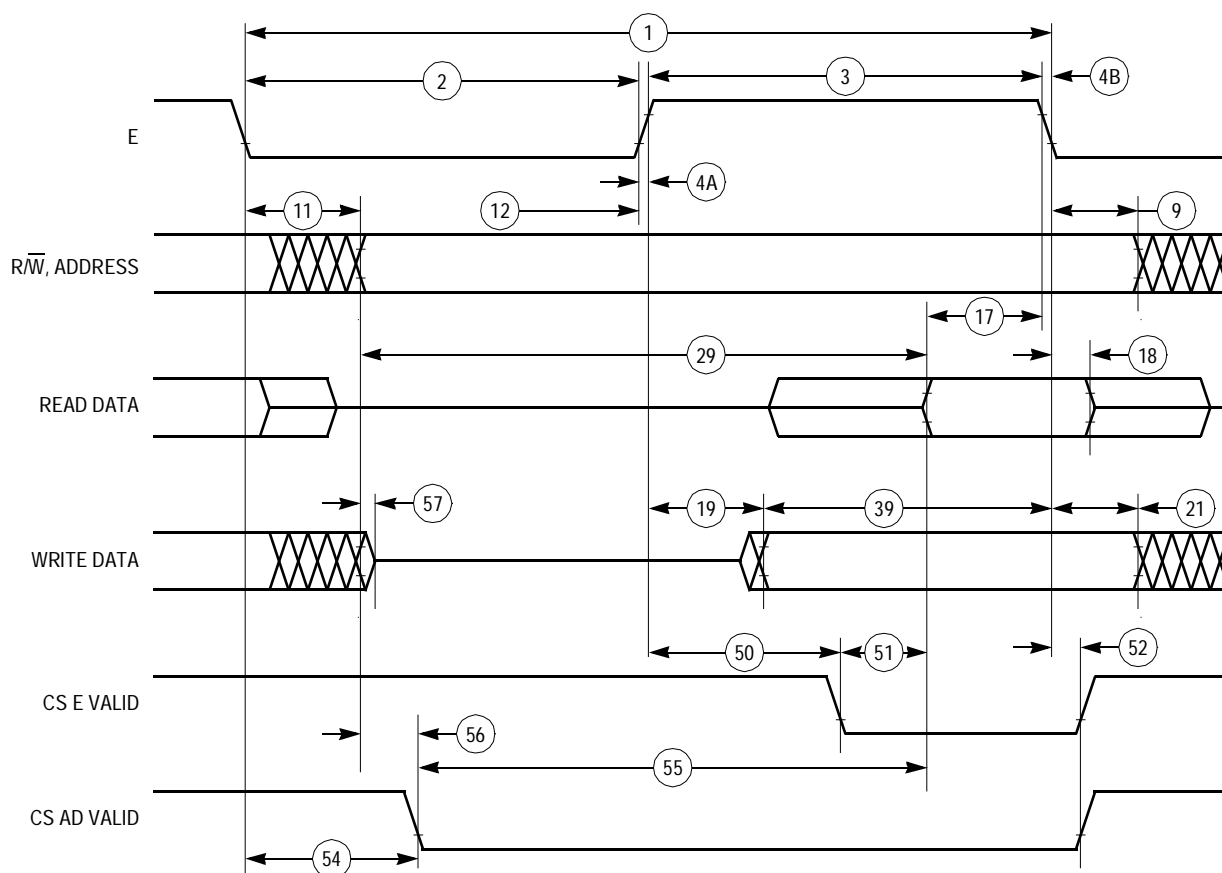 1
2
3
4B
E
4A
11
12
9
R/W̅, ADDRESS
17
29
18
READ DATA
57
19
39
21
WRITE DATA
50
51
52
CS E VALID
56
55
CS AD VALID
54